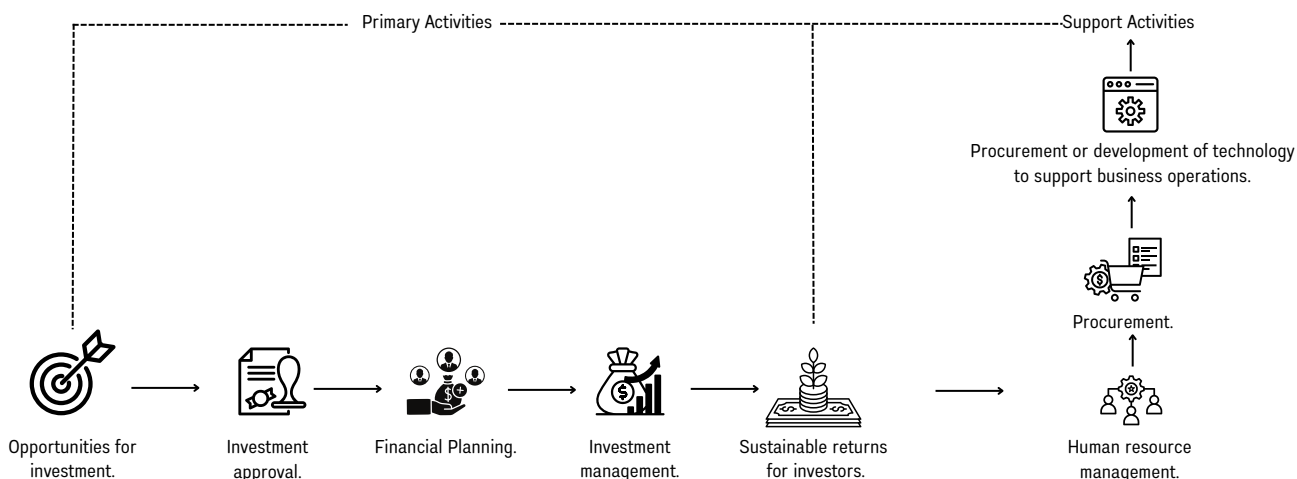 Primary Activities
Support Activities
Procurement or development of technology
to support business operations.
Procurement.
Opportunities for
investment.
Investment
approval.
Financial Planning.
Investment
management.
Sustainable returns
for investors.
Human resource
management.